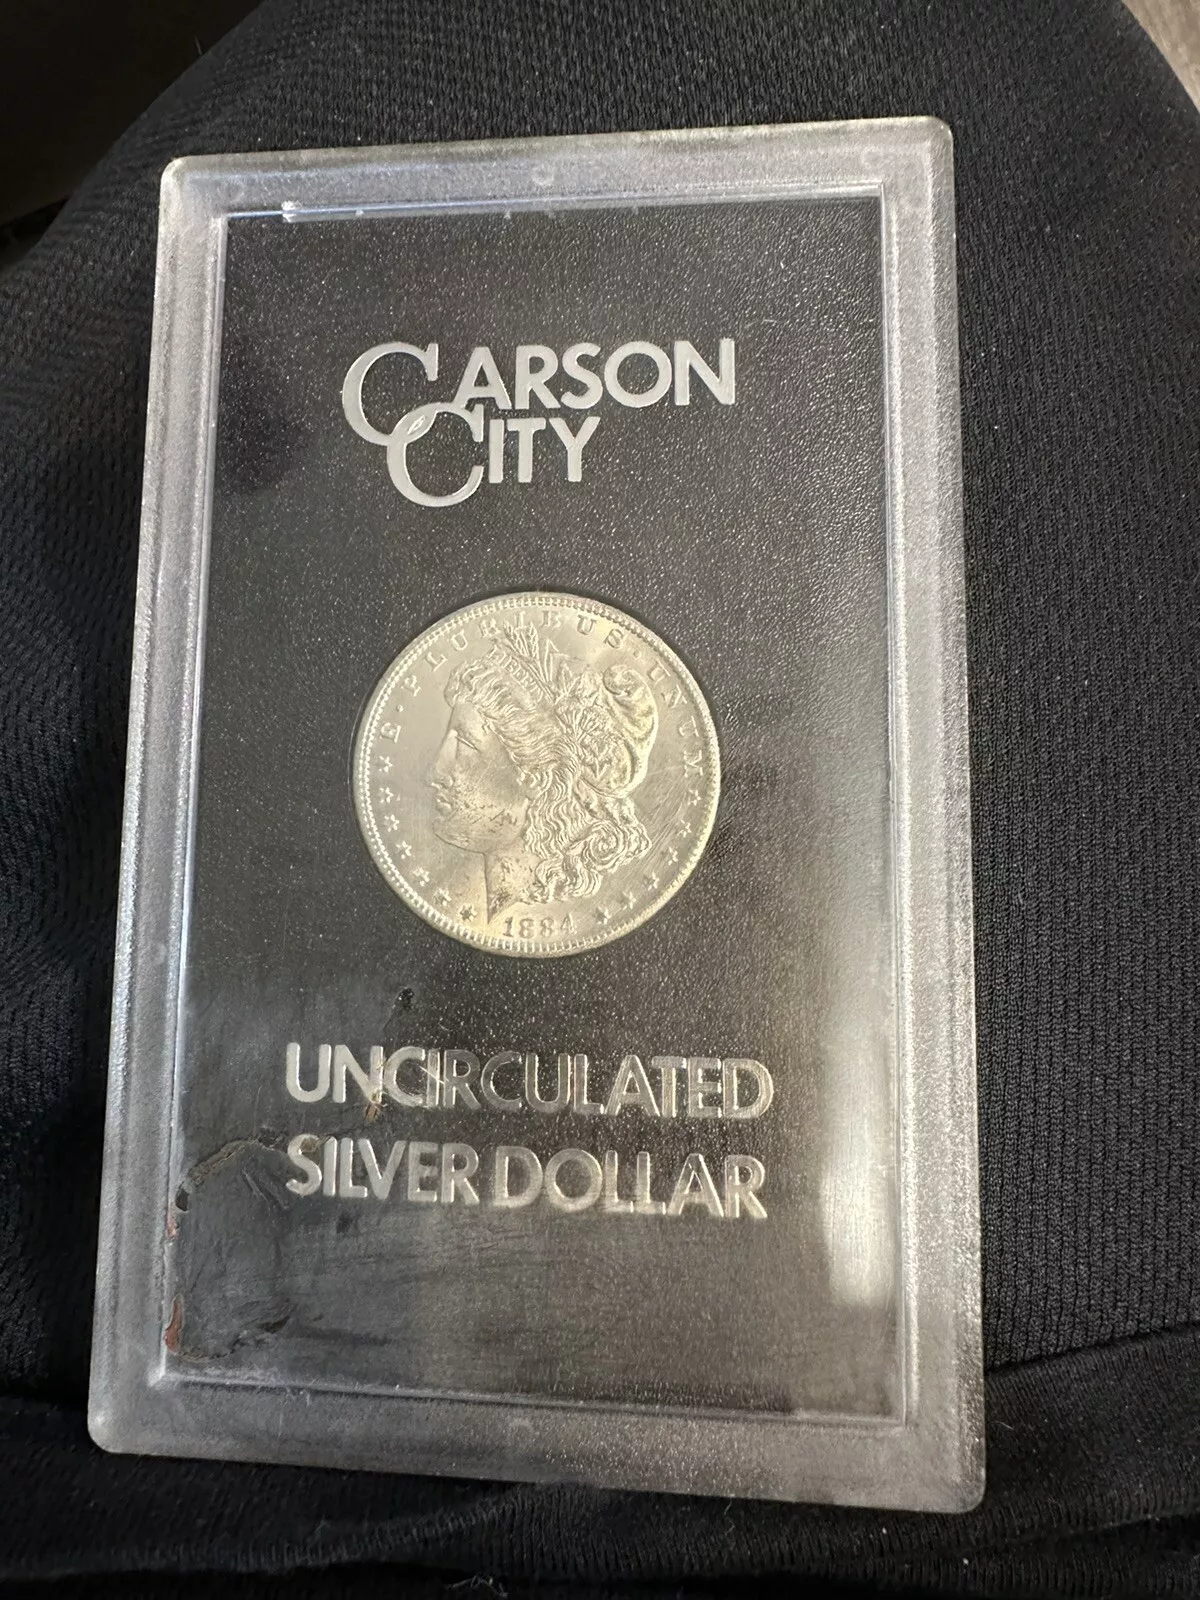 CARSON
CITY
E·PLURIBUS·UNUM
LIBERTY
1884
UNCIRCULATED
SILVER DOLLAR